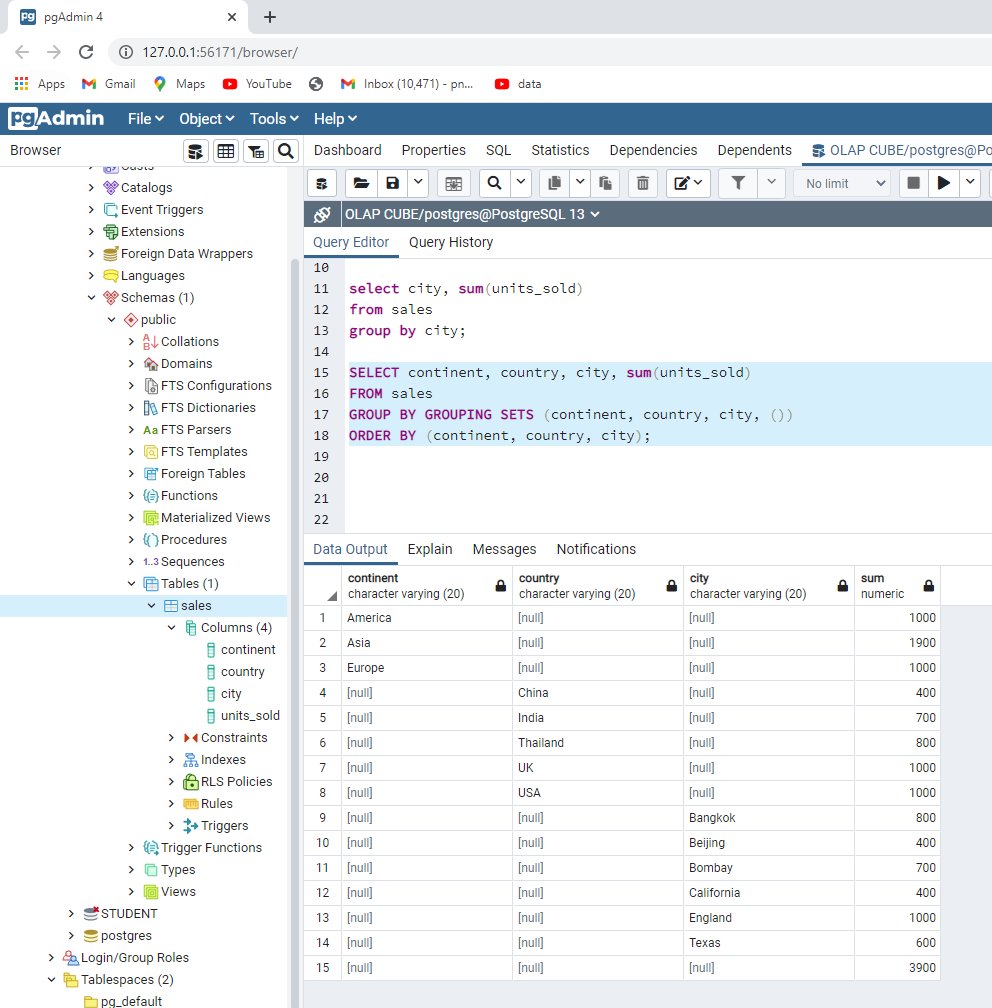 pgAdmin 4
127.0.0.1:56171/browser/
Apps Gmail Maps YouTube Inbox (10,471) - pn... data
pgAdmin File Object Tools Help
Browser
Dashboard Properties SQL Statistics Dependencies Dependents OLAP CUBE/postgres@Po
No limit
OLAP CUBE/postgres@PostgreSQL 13
Query Editor Query History
Casts
Catalogs
Event Triggers
Extensions
Foreign Data Wrappers
Languages
Schemas (1)
public
Collations
Domains
FTS Configurations
FTS Dictionaries
Aa FTS Parsers
FTS Templates
Foreign Tables
Functions
Materialized Views
Procedures
1..3 Sequences
Tables (1)
sales
Columns (4)
continent
country
city
units_sold
Constraints
Indexes
RLS Policies
Rules
Triggers
Trigger Functions
Types
Views
STUDENT
postgres
Login/Group Roles
Tablespaces (2)
pg_default
10
11 select city, sum(units_sold)
12 from sales
13 group by city;
14
15 SELECT continent, country, city, sum(units_sold)
16 FROM sales
17 GROUP BY GROUPING SETS (continent, country, city, ())
18 ORDER BY (continent, country, city);
19
20
21
22
Data Output Explain Messages Notifications
continent country city sum
character varying (20) character varying (20) character varying (20) numeric
1 America [null] [null] 1000
2 Asia [null] [null] 1900
3 Europe [null] [null] 1000
4 [null] China [null] 400
5 [null] India [null] 700
6 [null] Thailand [null] 800
7 [null] UK [null] 1000
8 [null] USA [null] 1000
9 [null] [null] Bangkok 800
10 [null] [null] Beijing 400
11 [null] [null] Bombay 700
12 [null] [null] California 400
13 [null] [null] England 1000
14 [null] [null] Texas 600
15 [null] [null] [null] 3900